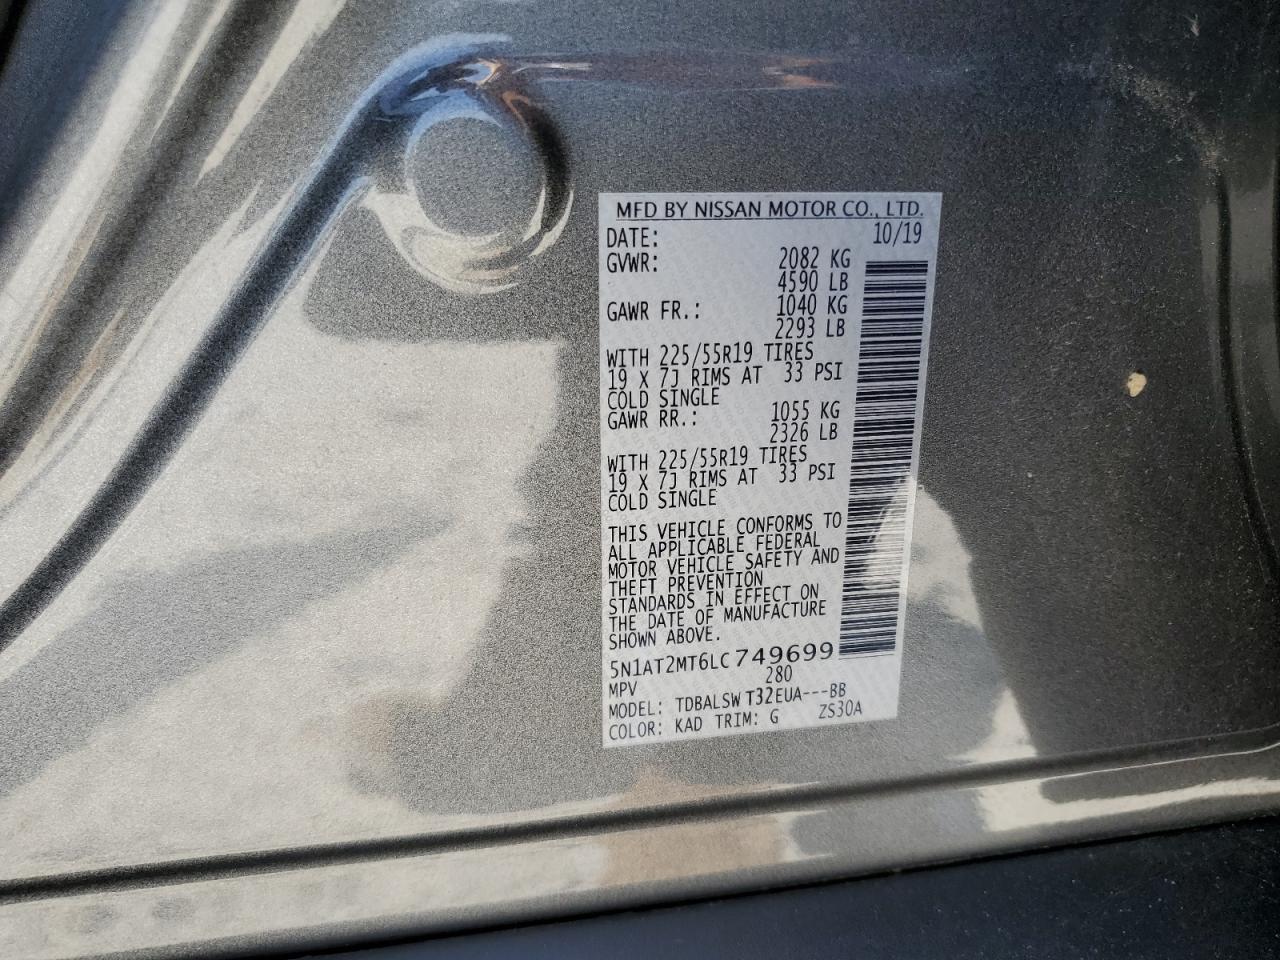 MFD BY NISSAN MOTOR CO., LTD.
DATE: 10/19
GVWR: 2082 KG
4590 LB
GAWR FR.: 1040 KG
2293 LB
WITH 225/55R19 TIRES
19 X 7J RIMS AT 33 PSI
COLD SINGLE
GAWR RR.: 1055 KG
2326 LB
WITH 225/55R19 TIRES
19 X 7J RIMS AT 33 PSI
COLD SINGLE
THIS VEHICLE CONFORMS TO
ALL APPLICABLE FEDERAL
MOTOR VEHICLE SAFETY AND
THEFT PREVENTION
STANDARDS IN EFFECT ON
THE DATE OF MANUFACTURE
SHOWN ABOVE.
5N1AT2MT6LC749699
MPV 280
MODEL: TDBALSW T32EUA---BB
COLOR: KAD TRIM: G ZS30A